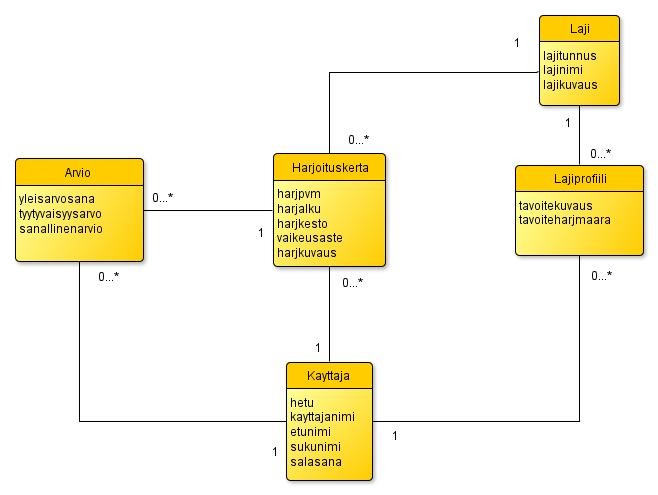 Laji
lajitunnus
lajinimi
lajikuvaus
1
0...*
1
0...*
Arvio
yleisarvosana
tyytyvaisyysarvo
sanallinenarvio
0...*
1
0...*
Harjoituskerta
harjpvm
harjalku
harjkesto
vaikeusaste
harjkuvaus
0...*
1
Lajiprofiili
tavoitekuvaus
tavoiteharjmaara
0...*
Kayttaja
hetu
kayttajanimi
etunimi
sukunimi
salasana
1
1